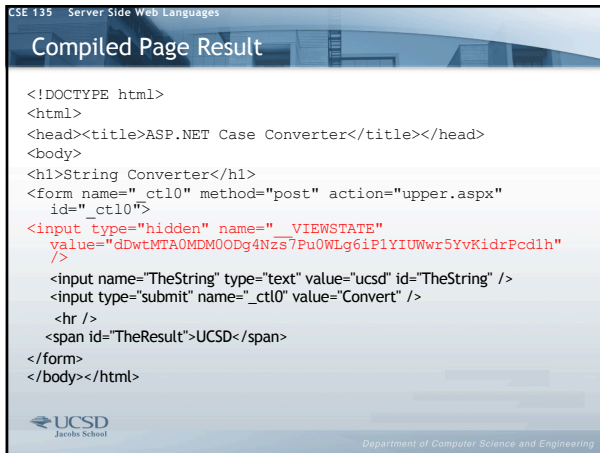 CSE 135 Server Side Web Languages
Compiled Page Result
<!DOCTYPE html>
<html>
<head><title>ASP.NET Case Converter</title></head>
<body>
<h1>String Converter</h1>
<form name="_ctl0" method="post" action="upper.aspx"
id="_ctl0">
<input type="hidden" name="__VIEWSTATE"
value="dDwtMTA0MDM0ODg4Nzs7Pu0WLg6iP1YIUWwr5YvKidrPcd1h"
/>
<input name="TheString" type="text" value="ucsd" id="TheString" />
<input type="submit" name="_ctl0" value="Convert" />
<hr />
<span id="TheResult">UCSD</span>
</form>
</body></html>
UCSD
Jacobs School
Department of Computer Science and Engineering